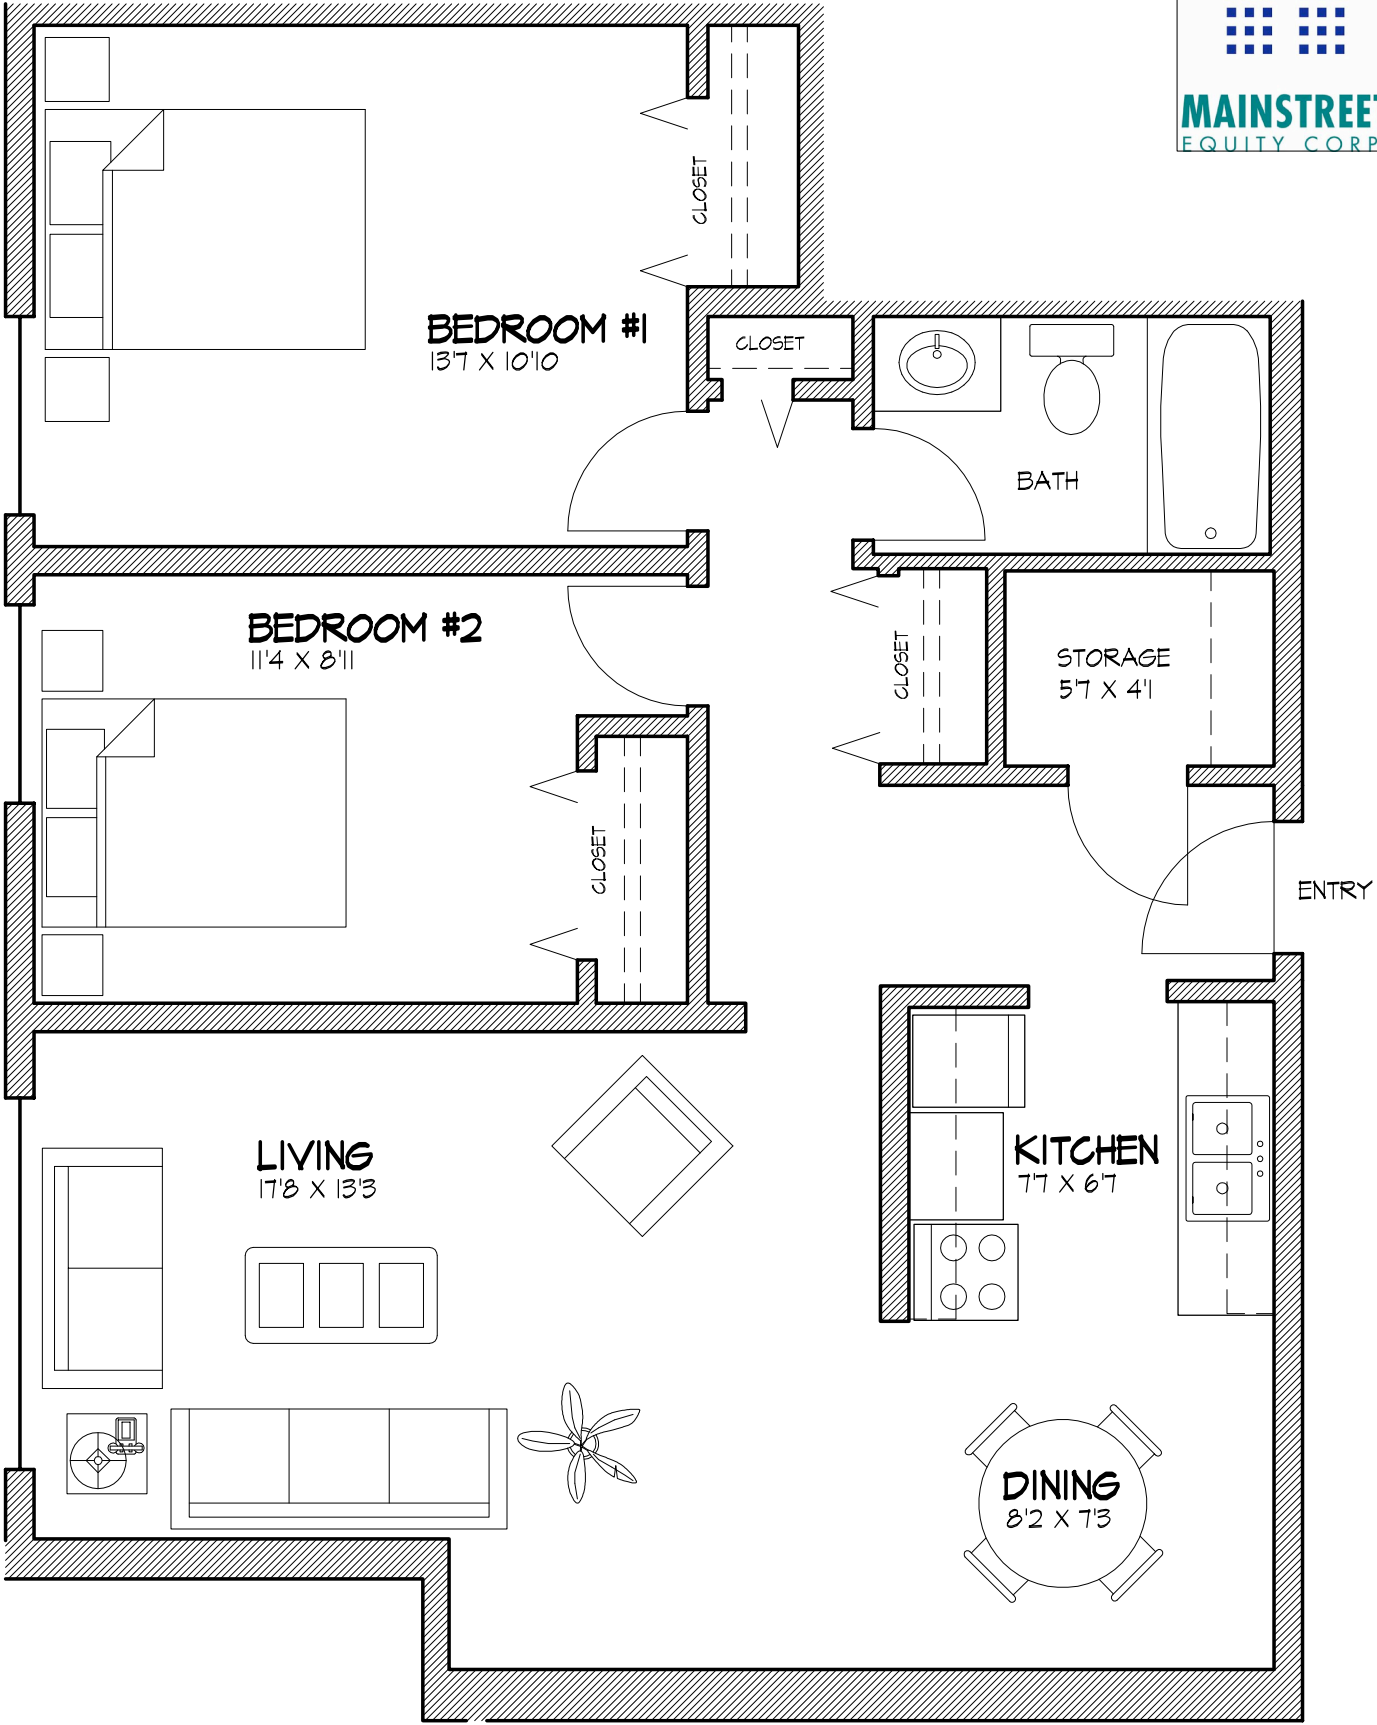 MAINSTREET
EQUITY CORP
CLOSET
BEDROOM #1
13'7 X 10'10
CLOSET
BATH
BEDROOM #2
11'4 X 8'11
CLOSET
STORAGE
5'7 X 4'1
CLOSET
ENTRY
LIVING
17'8 X 13'3
KITCHEN
7'7 X 6'7
DINING
8'2 X 7'3